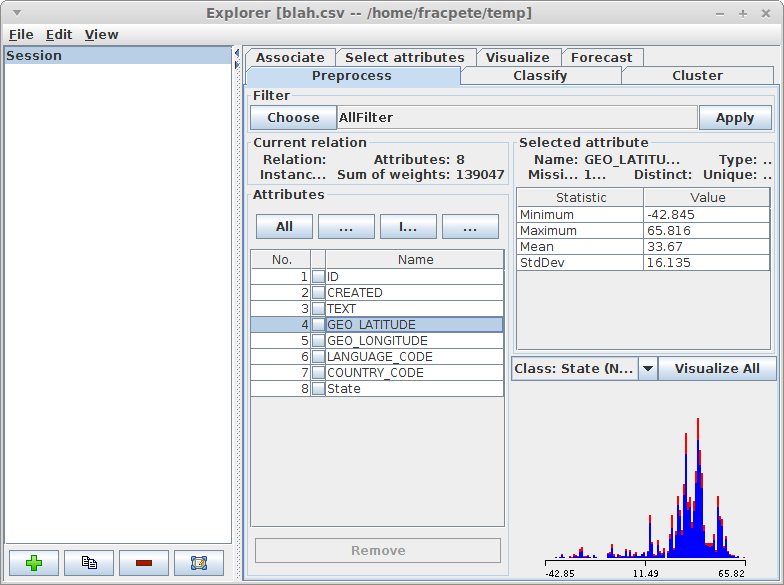 Explorer [blah.csv -- /home/fracpete/temp]
File Edit View
Session
Associate Select attributes Visualize Forecast
Preprocess Classify Cluster
Filter
Choose AllFilter Apply
Current relation
Relation: Attributes: 8
Instanc... Sum of weights: 139047
Selected attribute
Name: GEO_LATITU... Type: ..
Missi... 1... Distinct: Unique: ..
Attributes
All ... I... ...
No. Name
1 ID
2 CREATED
3 TEXT
4 GEO_LATITUDE
5 GEO_LONGITUDE
6 LANGUAGE_CODE
7 COUNTRY_CODE
8 State
Remove
Statistic Value
Minimum -42.845
Maximum 65.816
Mean 33.67
StdDev 16.135
Class: State (N... Visualize All
-42.85 11.49 65.82